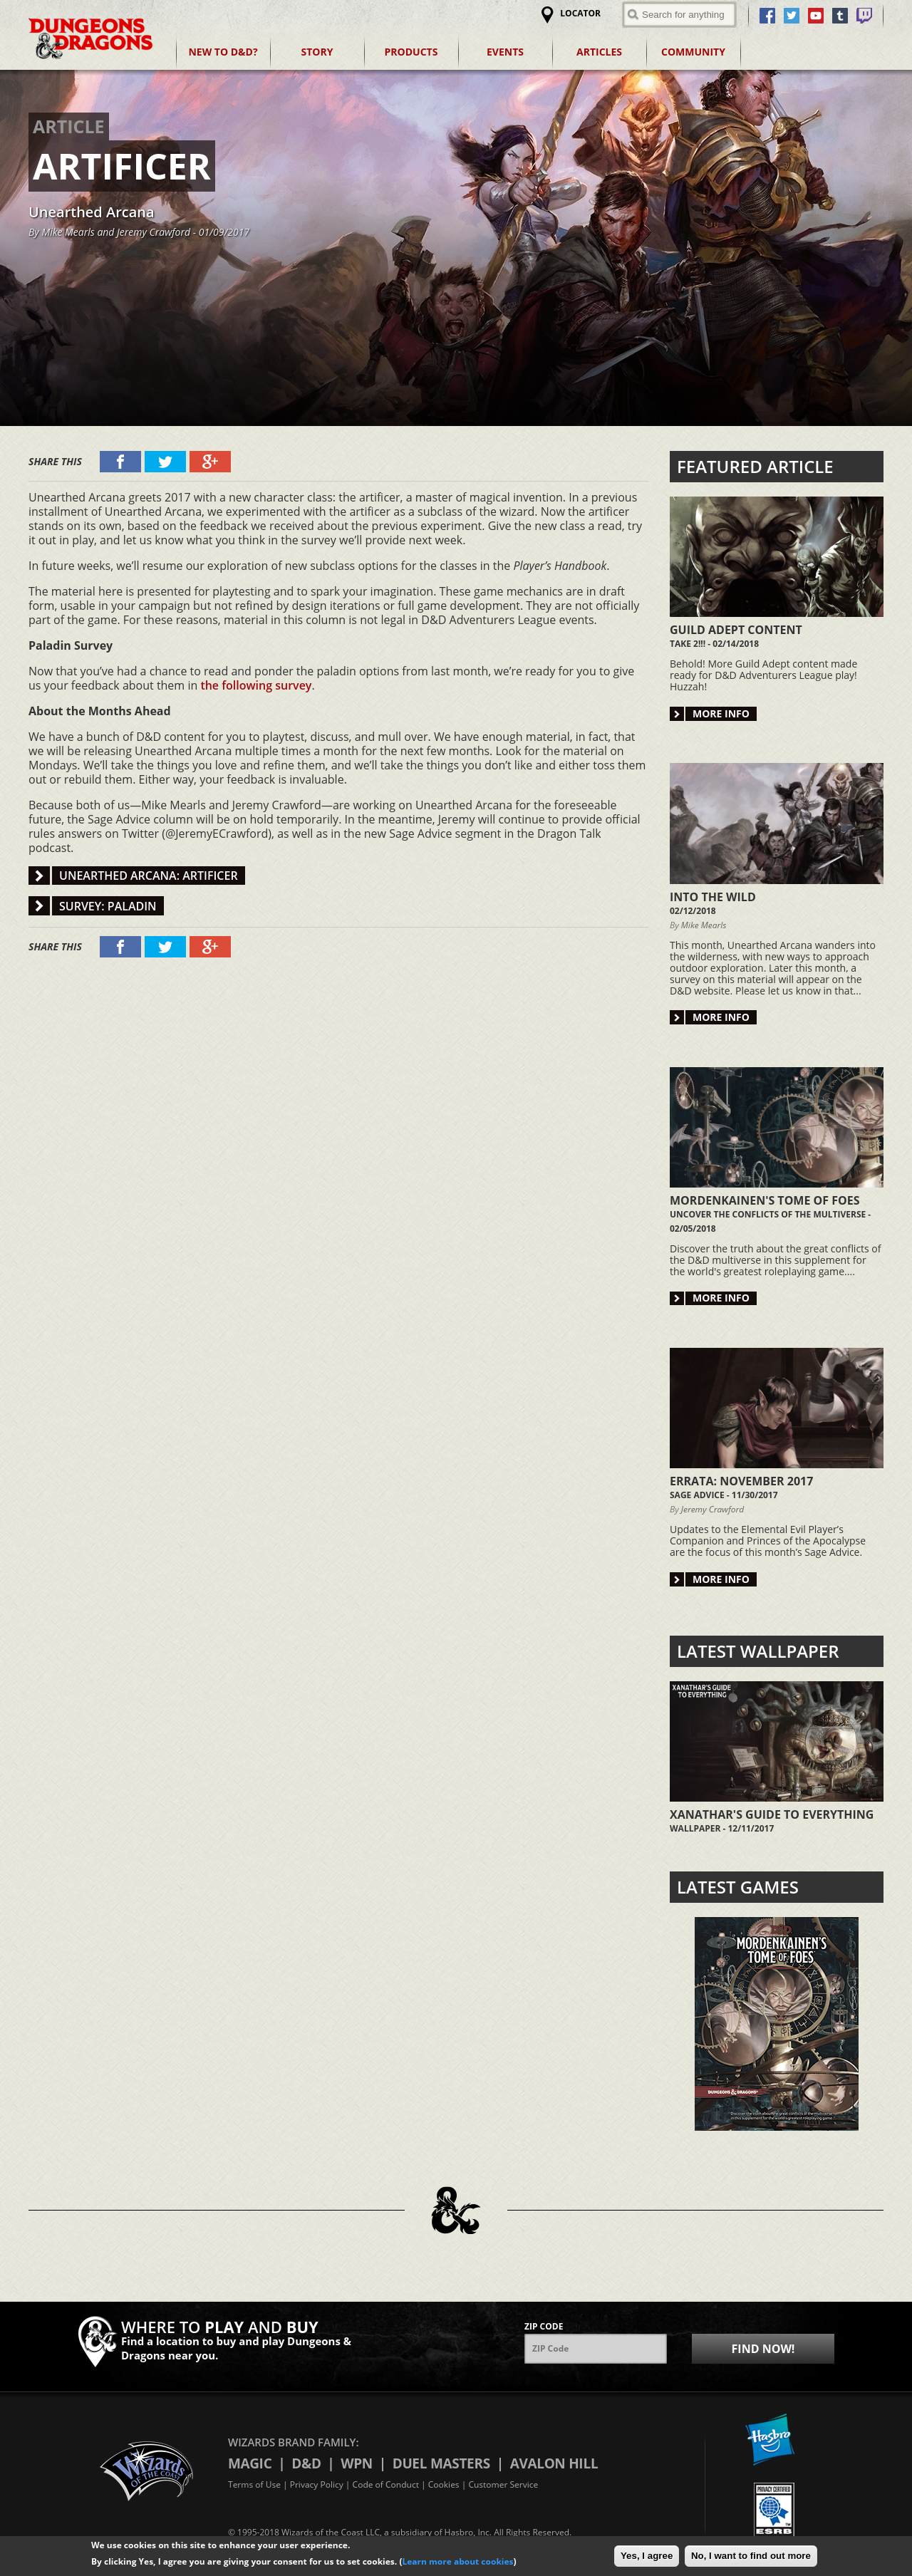 DUNGEONS
& DRAGONS
LOCATOR
Search for anything
NEW TO D&D?
STORY
PRODUCTS
EVENTS
ARTICLES
COMMUNITY
ARTICLE
ARTIFICER
Unearthed Arcana
By Mike Mearls and Jeremy Crawford - 01/09/2017
SHARE THIS
Unearthed Arcana greets 2017 with a new character class: the artificer, a master of magical invention. In a previous
installment of Unearthed Arcana, we experimented with the artificer as a subclass of the wizard. Now the artificer
stands on its own, based on the feedback we received about the previous experiment. Give the new class a read, try
it out in play, and let us know what you think in the survey we’ll provide next week.
In future weeks, we’ll resume our exploration of new subclass options for the classes in the Player’s Handbook.
The material here is presented for playtesting and to spark your imagination. These game mechanics are in draft
form, usable in your campaign but not refined by design iterations or full game development. They are not officially
part of the game. For these reasons, material in this column is not legal in D&D Adventurers League events.
Paladin Survey
Now that you’ve had a chance to read and ponder the paladin options from last month, we’re ready for you to give
us your feedback about them in the following survey.
About the Months Ahead
We have a bunch of D&D content for you to playtest, discuss, and mull over. We have enough material, in fact, that
we will be releasing Unearthed Arcana multiple times a month for the next few months. Look for the material on
Mondays. We’ll take the things you love and refine them, and we’ll take the things you don’t like and either toss them
out or rebuild them. Either way, your feedback is invaluable.
Because both of us—Mike Mearls and Jeremy Crawford—are working on Unearthed Arcana for the foreseeable
future, the Sage Advice column will be on hold temporarily. In the meantime, Jeremy will continue to provide official
rules answers on Twitter (@JeremyECrawford), as well as in the new Sage Advice segment in the Dragon Talk
podcast.
UNEARTHED ARCANA: ARTIFICER
SURVEY: PALADIN
SHARE THIS
FEATURED ARTICLE
GUILD ADEPT CONTENT
TAKE 2!!! - 02/14/2018
Behold! More Guild Adept content made
ready for D&D Adventurers League play!
Huzzah!
MORE INFO
INTO THE WILD
02/12/2018
By Mike Mearls
This month, Unearthed Arcana wanders into
the wilderness, with new ways to approach
outdoor exploration. Later this month, a
survey on this material will appear on the
D&D website. Please let us know in that...
MORE INFO
MORDENKAINEN'S TOME OF FOES
UNCOVER THE CONFLICTS OF THE MULTIVERSE -
02/05/2018
Discover the truth about the great conflicts of
the D&D multiverse in this supplement for
the world's greatest roleplaying game....
MORE INFO
ERRATA: NOVEMBER 2017
SAGE ADVICE - 11/30/2017
By Jeremy Crawford
Updates to the Elemental Evil Player’s
Companion and Princes of the Apocalypse
are the focus of this month’s Sage Advice.
MORE INFO
LATEST WALLPAPER
XANATHAR'S GUIDE
TO EVERYTHING
XANATHAR'S GUIDE TO EVERYTHING
WALLPAPER - 12/11/2017
LATEST GAMES
MORDENKAINEN'S
TOME OF FOES
DUNGEONS & DRAGONS
Discover the truth about the great conflicts of the multiverse
in this supplement for the world's greatest roleplaying game
WHERE TO PLAY AND BUY
Find a location to buy and play Dungeons &
Dragons near you.
ZIP CODE
ZIP Code
FIND NOW!
Wizards
OF THE COAST
WIZARDS BRAND FAMILY:
MAGIC | D&D | WPN | DUEL MASTERS | AVALON HILL
Terms of Use | Privacy Policy | Code of Conduct | Cookies | Customer Service
© 1995-2018 Wizards of the Coast LLC, a subsidiary of Hasbro, Inc. All Rights Reserved.
Hasbro
PRIVACY CERTIFIED
ESRB
We use cookies on this site to enhance your user experience.
By clicking Yes, I agree you are giving your consent for us to set cookies. (Learn more about cookies)
Yes, I agree
No, I want to find out more